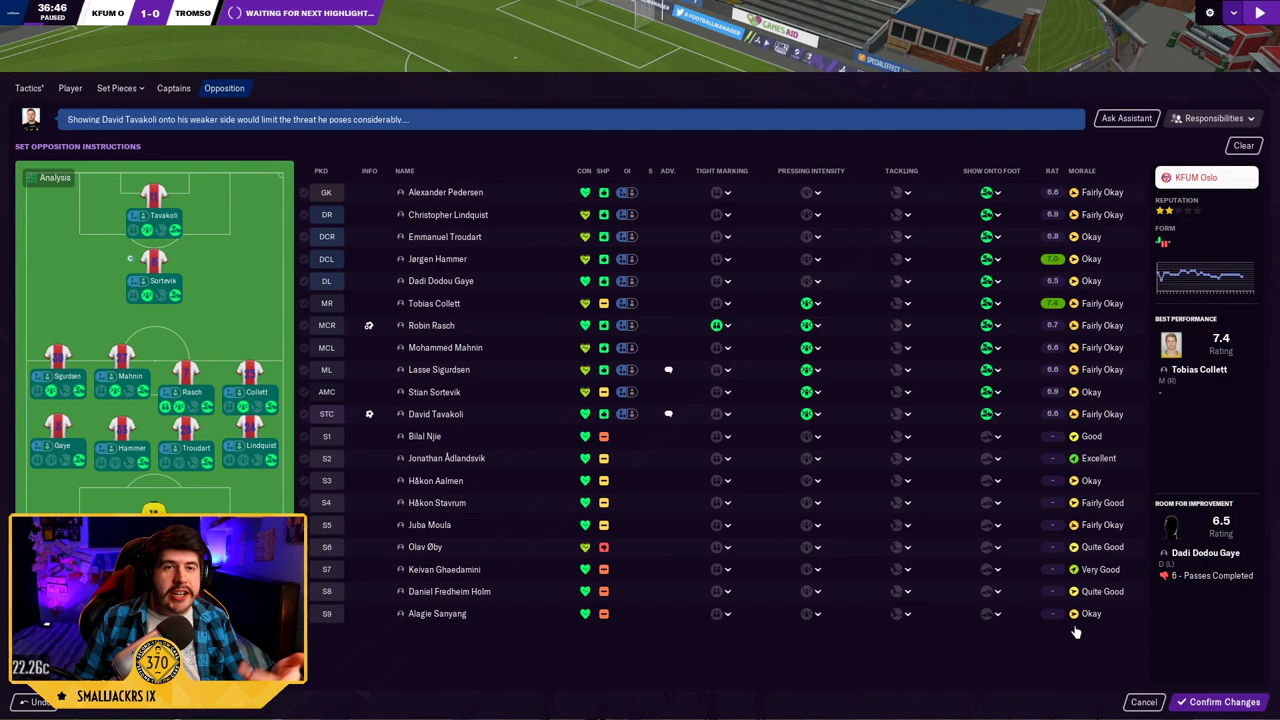 36:46
PAUSED
KFUM O 1-0 TROMSØ
WAITING FOR NEXT HIGHLIGHT...
@FOOTBALLMANAGER
GAMESAID
SPECIALEFFECT
Tactics* Player Set Pieces Captains Opposition
Showing David Tavakoli onto his weaker side would limit the threat he poses considerably....
Ask Assistant Responsibilities
SET OPPOSITION INSTRUCTIONS
Clear
Analysis
Tavakoli
C
Sortevik
Sigurdsen Mahnin
Rasch Collett
Gaye Hammer Troudart Lindquist
PKD INFO NAME CON SHP OI S ADV. TIGHT MARKING PRESSING INTENSITY TACKLING SHOW ONTO FOOT RAT MORALE
GK Alexander Pedersen 6.6 Fairly Okay
DR Christopher Lindquist 6.9 Fairly Okay
DCR Emmanuel Troudart 6.8 Okay
DCL Jørgen Hammer 7.0 Okay
DL Dadi Dodou Gaye 6.5 Okay
MR Tobias Collett 7.4 Fairly Okay
MCR Robin Rasch 6.7 Fairly Okay
MCL Mohammed Mahnin 6.6 Fairly Okay
ML Lasse Sigurdsen 6.6 Fairly Okay
AMC Stian Sortevik 6.9 Okay
STC David Tavakoli 6.6 Fairly Okay
S1 Bilal Njie - Good
S2 Jonathan Ådlandsvik - Excellent
S3 Håkon Aalmen - Okay
S4 Håkon Stavrum - Fairly Good
S5 Juba Moula - Fairly Okay
S6 Olav Øby - Quite Good
S7 Keivan Ghaedamini - Very Good
S8 Daniel Fredheim Holm - Quite Good
S9 Alagie Sanyang - Okay
KFUM Oslo
REPUTATION
FORM
BEST PERFORMANCE
7.4
Rating
Tobias Collett
M (R)
-
ROOM FOR IMPROVEMENT
6.5
Rating
Dadi Dodou Gaye
D (L)
6 - Passes Completed
370
22.26c
SMALLJACKRS IX
Undo
Cancel Confirm Changes